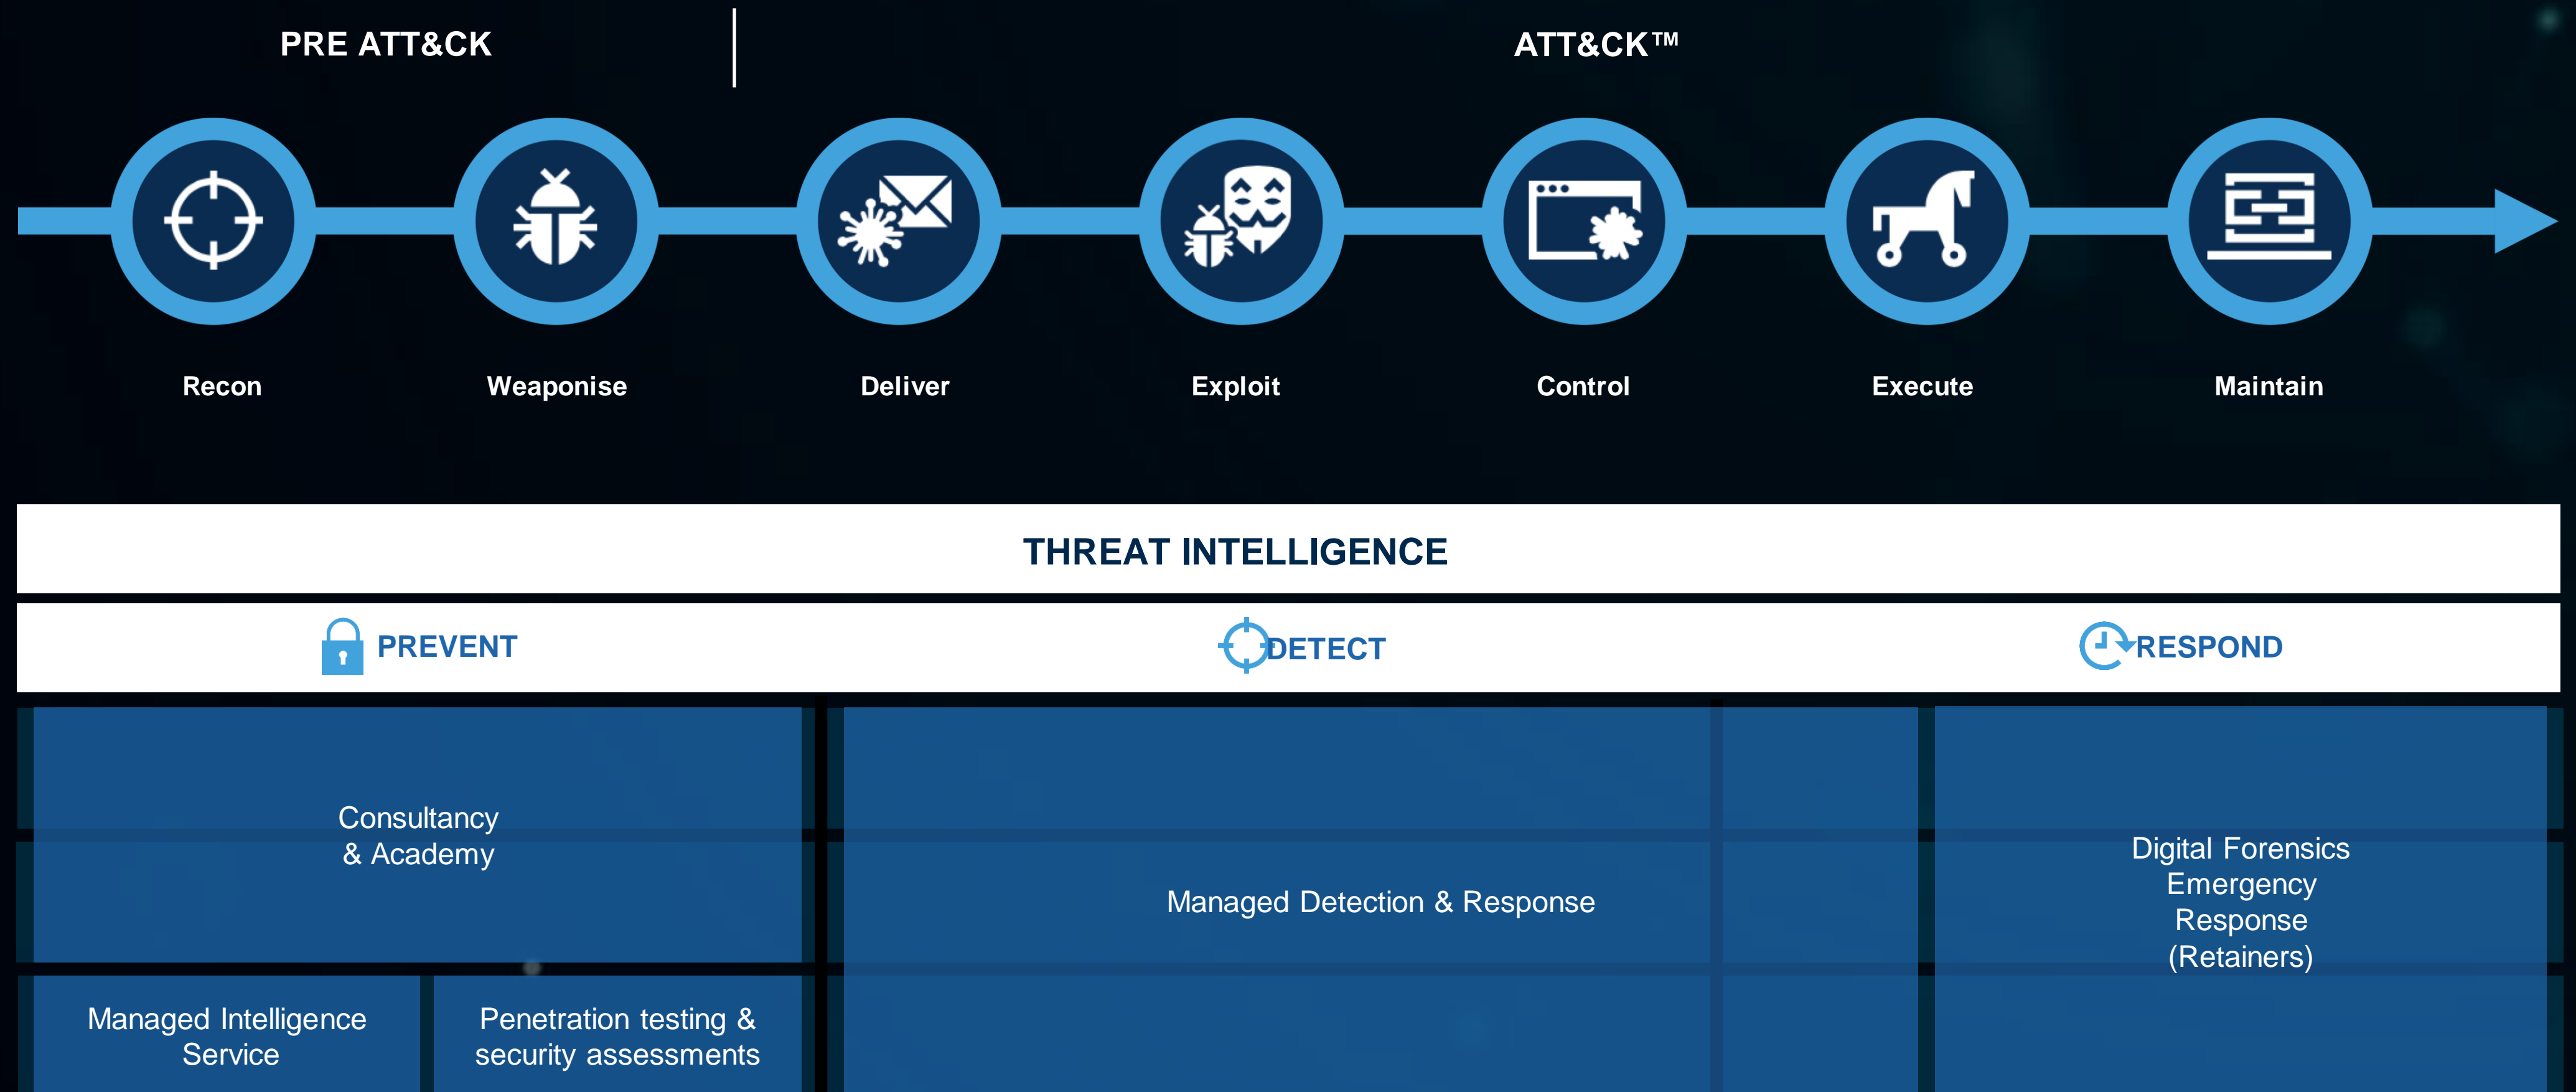 PRE ATT&CK
ATT&CK™
Recon
Weaponise
Deliver
Exploit
Control
Execute
Maintain
THREAT INTELLIGENCE
PREVENT
DETECT
RESPOND
Consultancy
& Academy
Managed Detection & Response
Digital Forensics
Emergency
Response
(Retainers)
Managed Intelligence
Service
Penetration testing &
security assessments